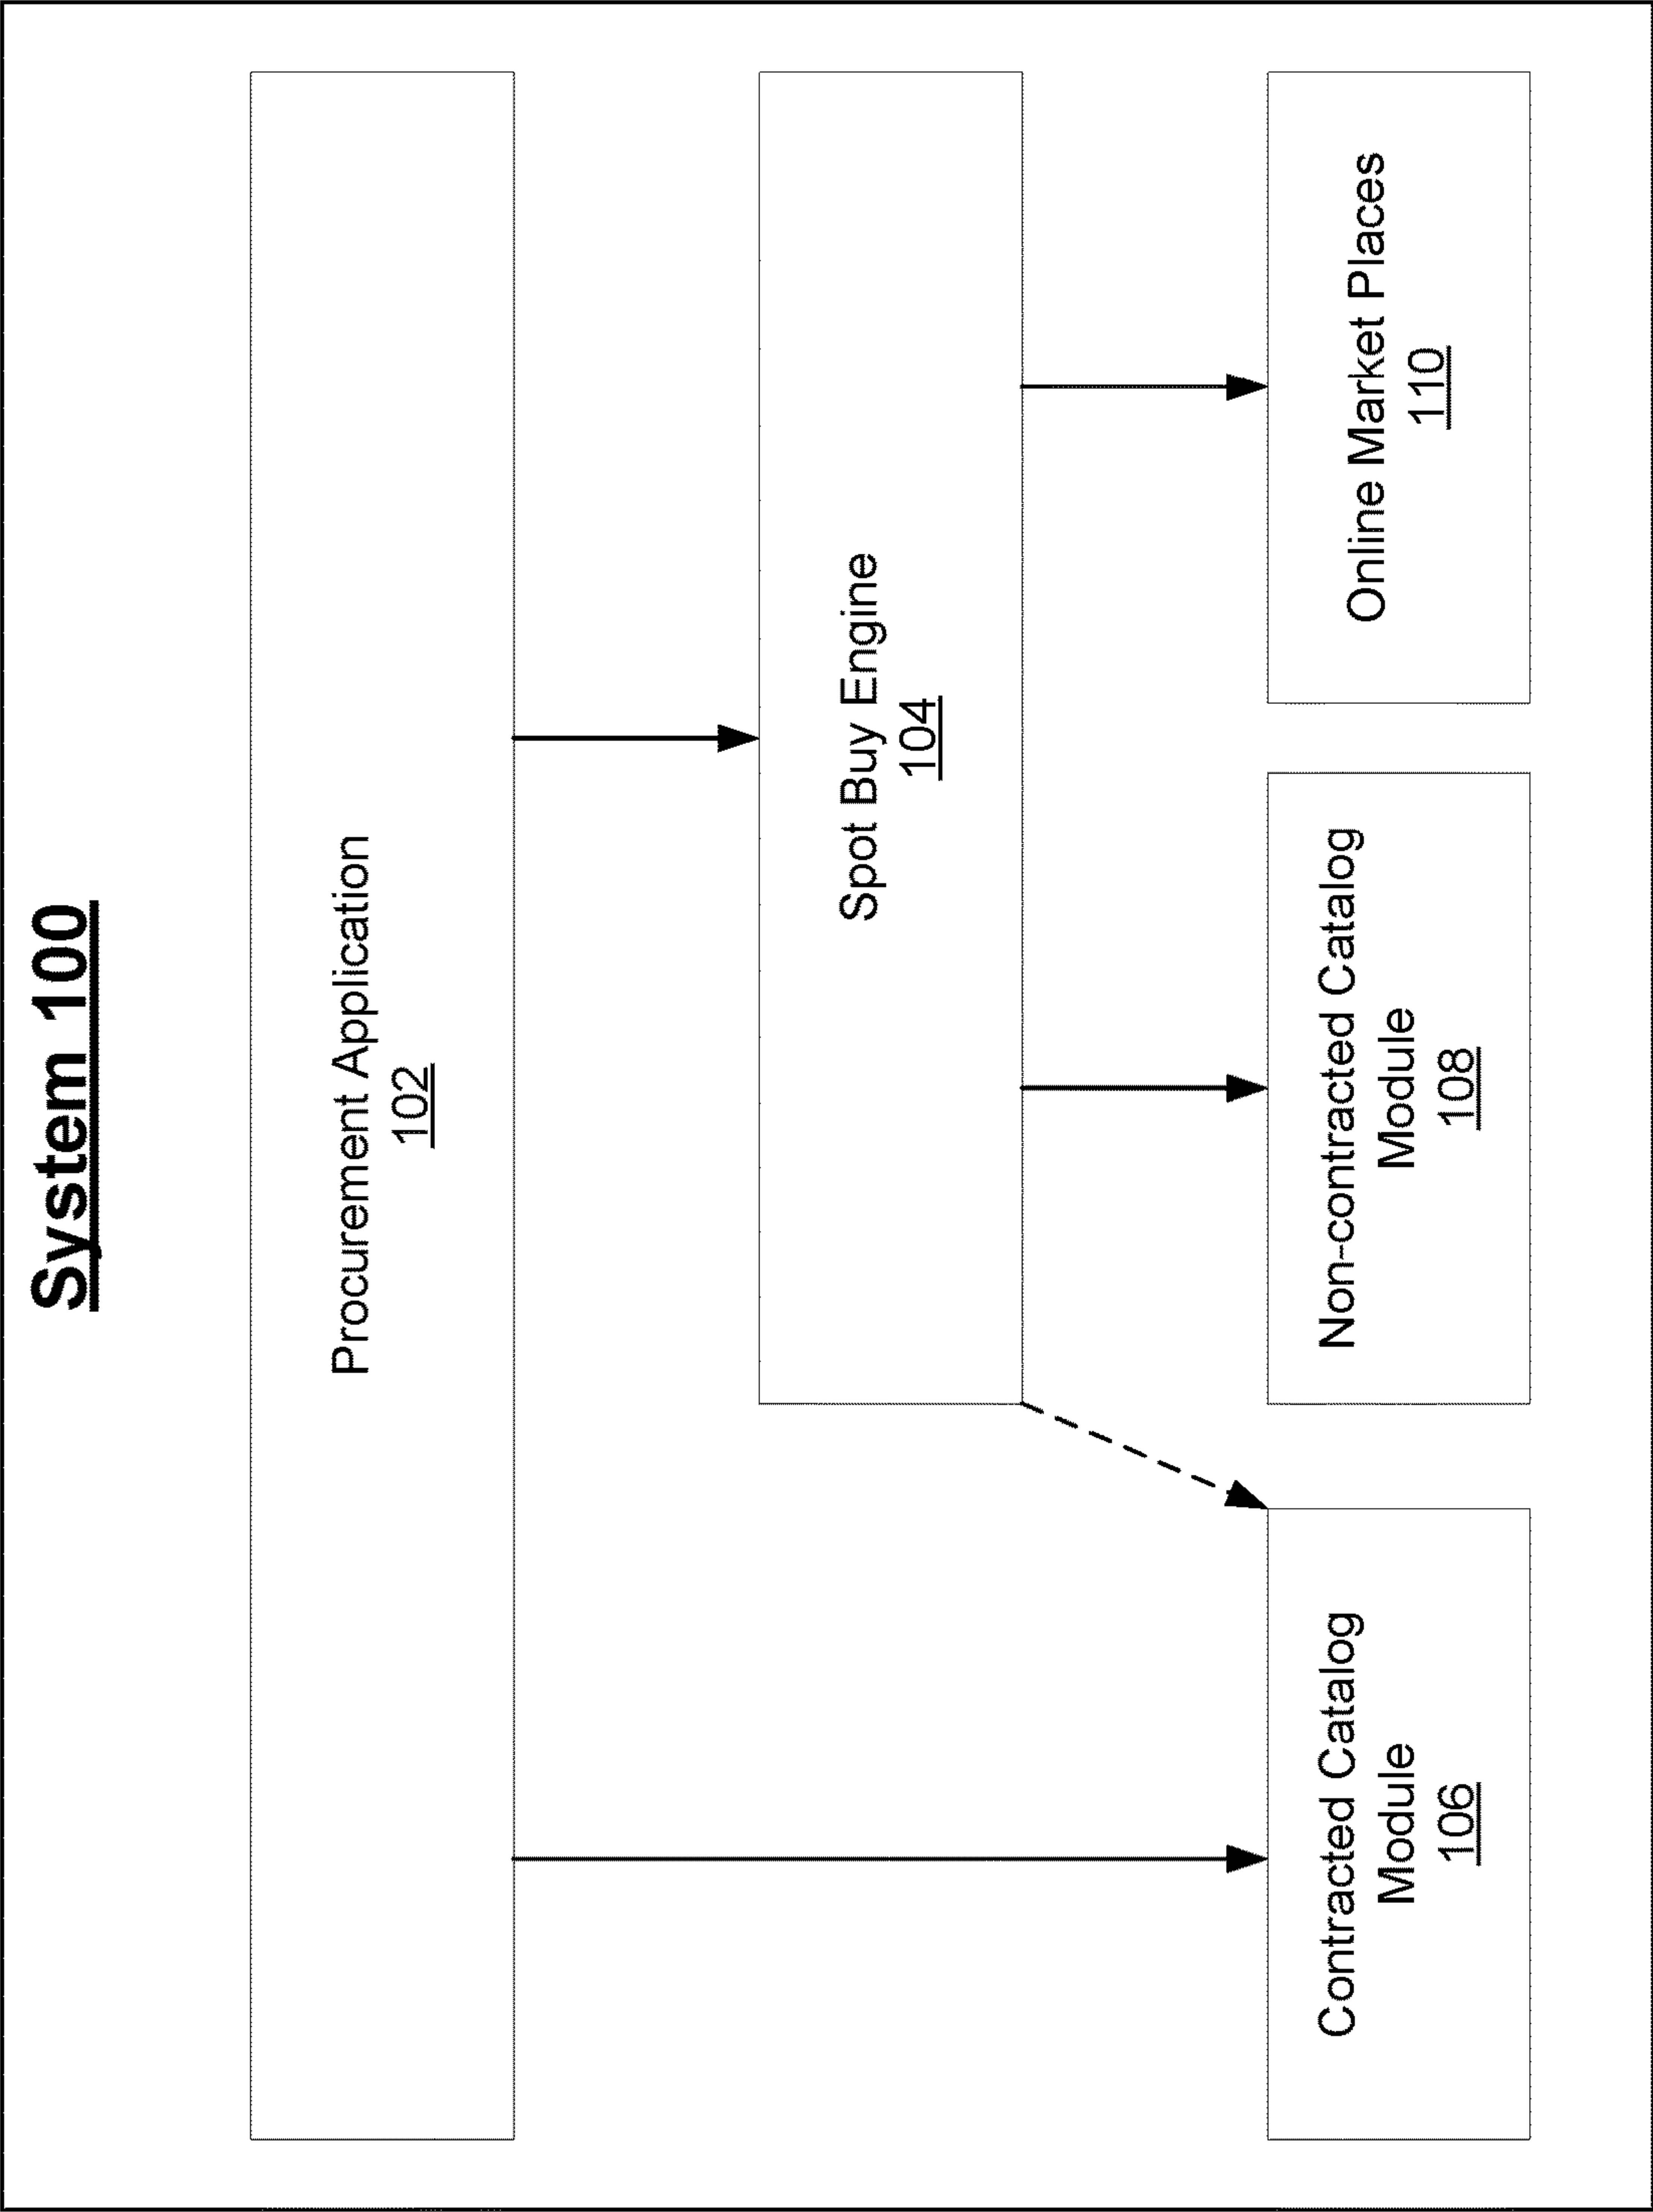 System 100
Procurement Application
102
Spot Buy Engine
104
Contracted Catalog
Module
106
Non-contracted Catalog
Module
108
Online Market Places
110